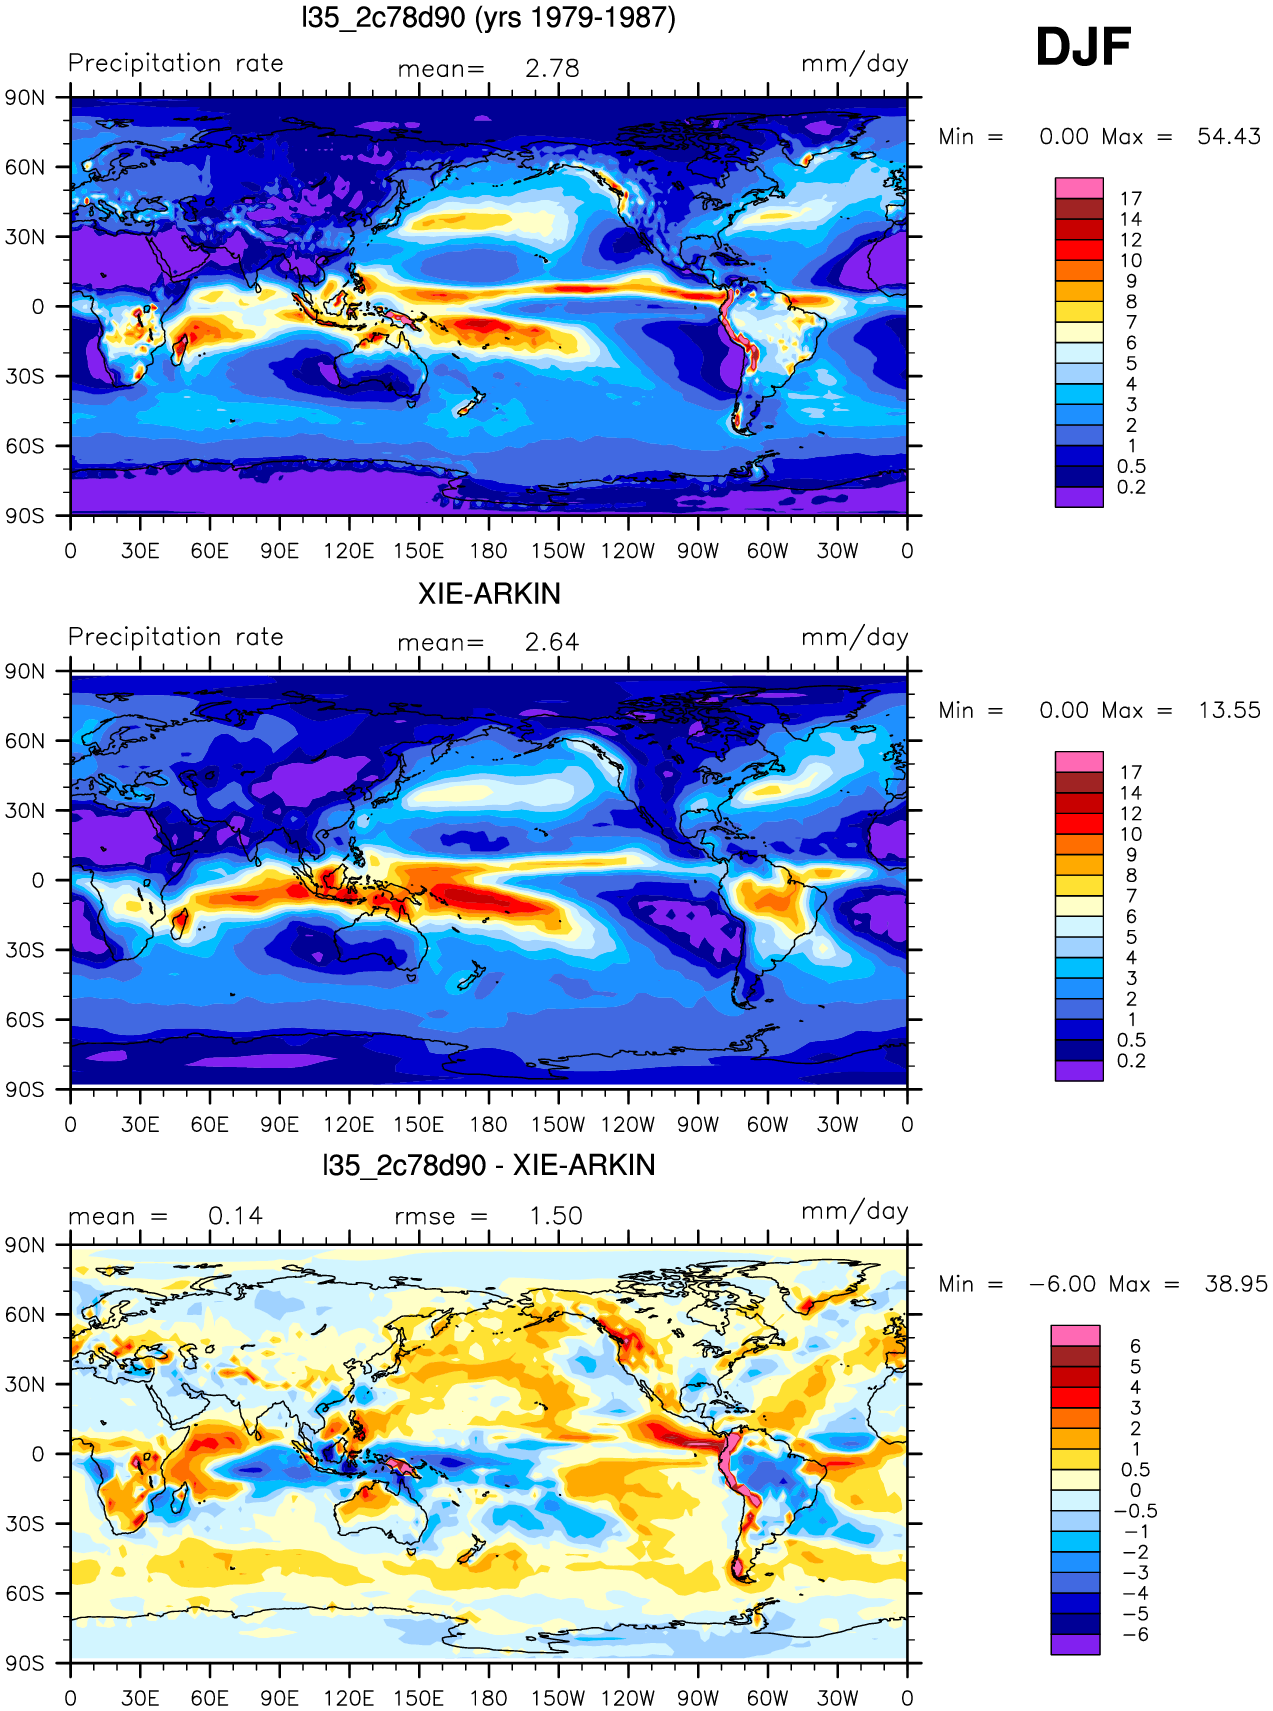 l35_2c78d90 (yrs 1979-1987)
DJF
Precipitation rate mean= 2.78 mm/day
Min = 0.00 Max = 54.43
90N
60N
30N
0
30S
60S
90S
0 30E 60E 90E 120E 150E 180 150W 120W 90W 60W 30W 0
17
14
12
10
9
8
7
6
5
4
3
2
1
0.5
0.2
XIE-ARKIN
Precipitation rate mean= 2.64 mm/day
Min = 0.00 Max = 13.55
90N
60N
30N
0
30S
60S
90S
0 30E 60E 90E 120E 150E 180 150W 120W 90W 60W 30W 0
17
14
12
10
9
8
7
6
5
4
3
2
1
0.5
0.2
l35_2c78d90 - XIE-ARKIN
mean = 0.14 rmse = 1.50 mm/day
Min = −6.00 Max = 38.95
90N
60N
30N
0
30S
60S
90S
0 30E 60E 90E 120E 150E 180 150W 120W 90W 60W 30W 0
6
5
4
3
2
1
0.5
0
−0.5
−1
−2
−3
−4
−5
−6